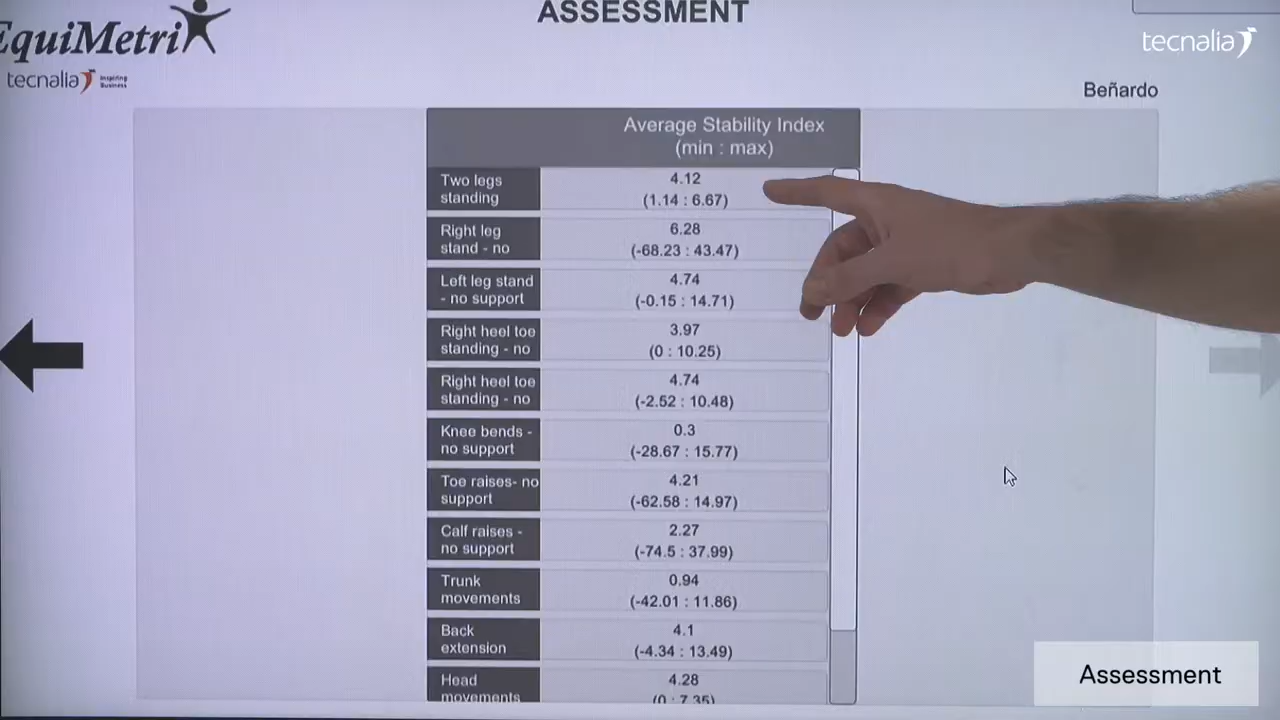 ASSESSMENT
EquiMetri
tecnalia Inspiring Business
tecnalia
Beñardo
Average Stability Index
(min : max)
Two legs
standing
4.12
(1.14 : 6.67)
Right leg
stand - no
6.28
(-68.23 : 43.47)
Left leg stand
- no support
4.74
(-0.15 : 14.71)
Right heel toe
standing - no
3.97
(0 : 10.25)
Right heel toe
standing - no
4.74
(-2.52 : 10.48)
Knee bends -
no support
0.3
(-28.67 : 15.77)
Toe raises- no
support
4.21
(-62.58 : 14.97)
Calf raises -
no support
2.27
(-74.5 : 37.99)
Trunk
movements
0.94
(-42.01 : 11.86)
Back
extension
4.1
(-4.34 : 13.49)
Head
movements
4.28
(0 : 7.35)
Assessment